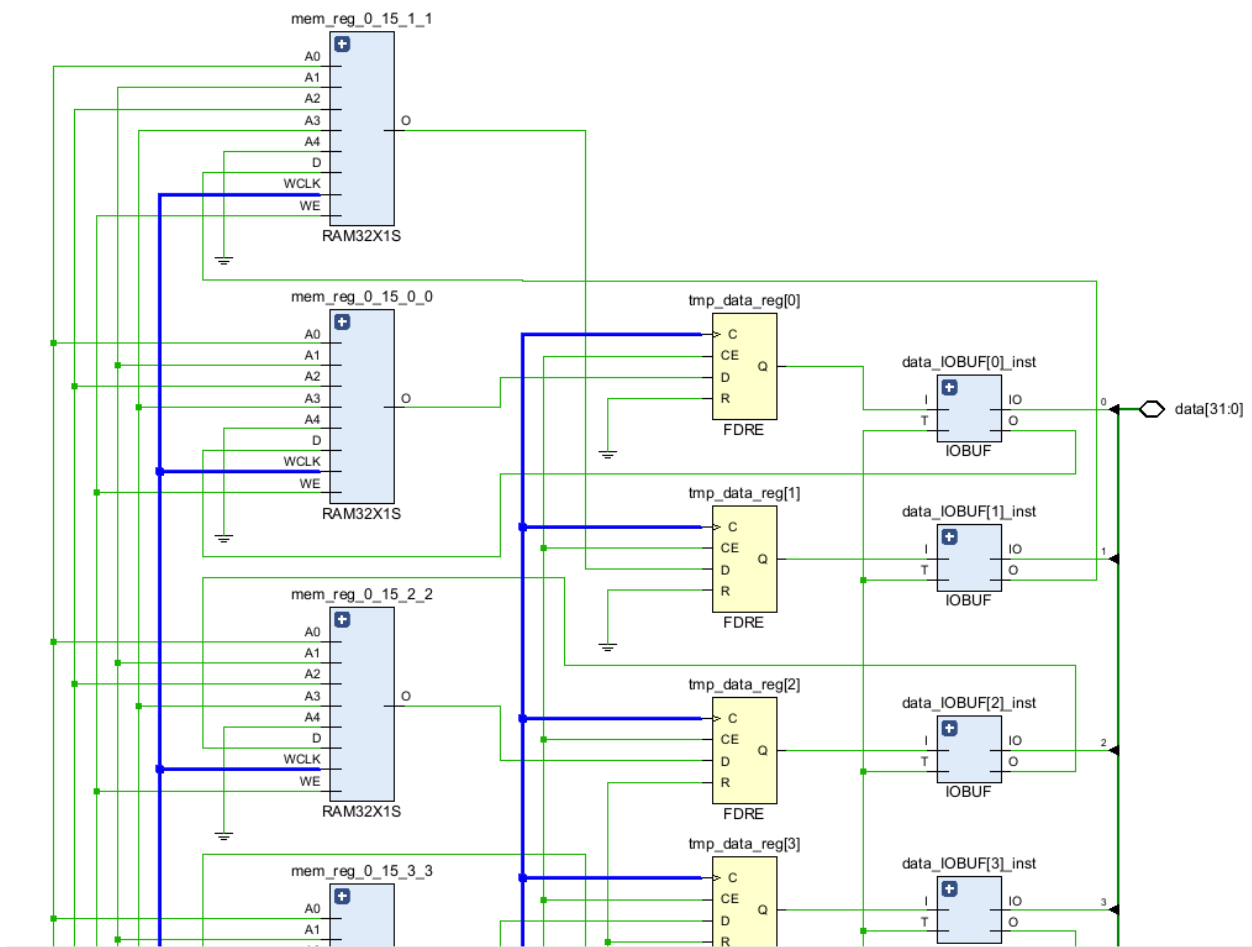 mem_reg_0_15_1_1
A0
A1
A2
A3
A4
D
WCLK
WE
O
RAM32X1S
mem_reg_0_15_0_0
A0
A1
A2
A3
A4
D
WCLK
WE
O
RAM32X1S
tmp_data_reg[0]
C
CE
D
R
Q
FDRE
data_IOBUF[0]_inst
I
T
IO
O
IOBUF
0
data[31:0]
tmp_data_reg[1]
C
CE
D
R
Q
FDRE
data_IOBUF[1]_inst
I
T
IO
O
IOBUF
1
mem_reg_0_15_2_2
A0
A1
A2
A3
A4
D
WCLK
WE
O
RAM32X1S
tmp_data_reg[2]
C
CE
D
R
Q
FDRE
data_IOBUF[2]_inst
I
T
IO
O
IOBUF
2
mem_reg_0_15_3_3
A0
A1
tmp_data_reg[3]
C
CE
D
R
Q
data_IOBUF[3]_inst
I
T
IO
O
3